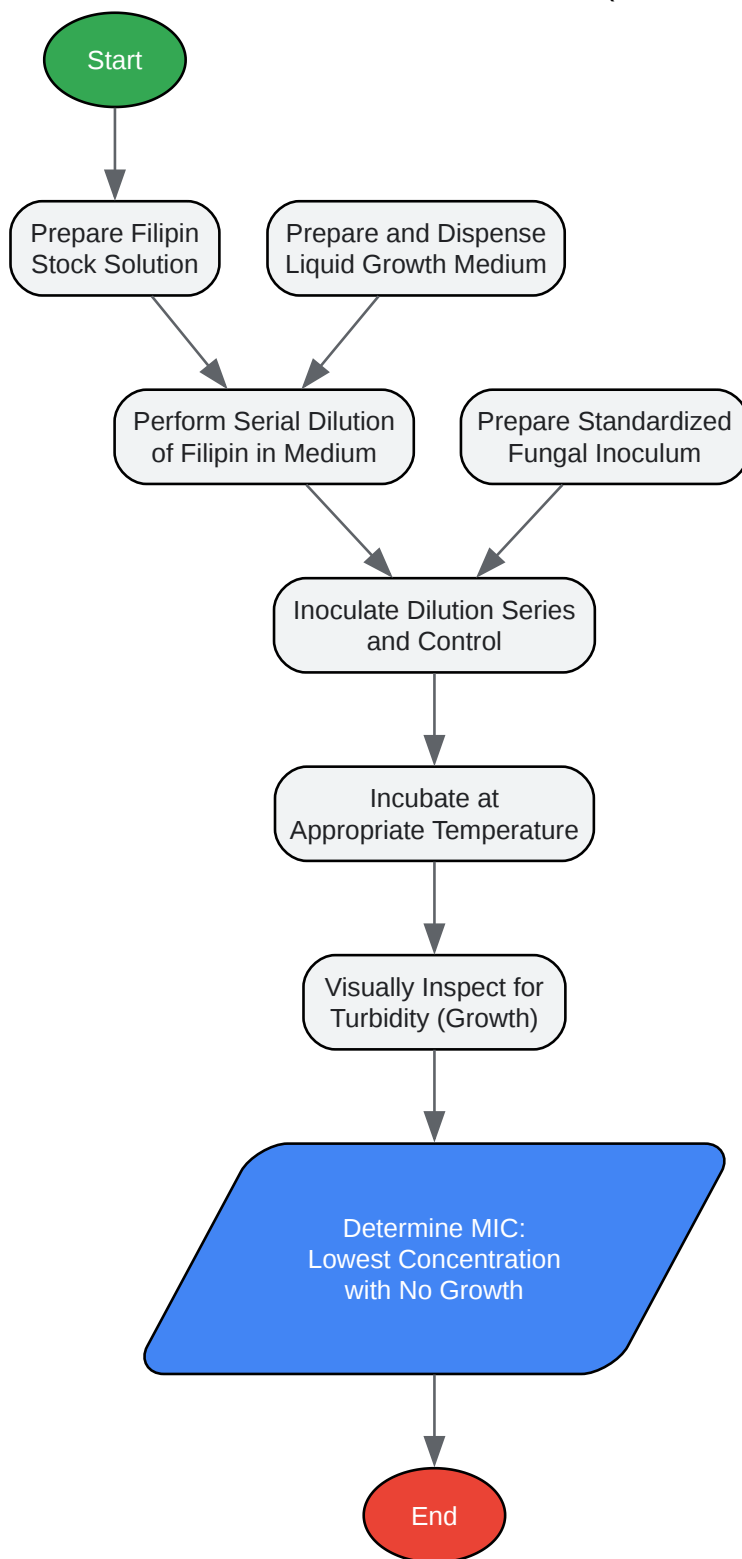 Start
Prepare Filipin
Stock Solution
Prepare and Dispense
Liquid Growth Medium
Perform Serial Dilution
of Filipin in Medium
Prepare Standardized
Fungal Inoculum
Inoculate Dilution Series
and Control
Incubate at
Appropriate Temperature
Visually Inspect for
Turbidity (Growth)
Determine MIC:
Lowest Concentration
with No Growth
End